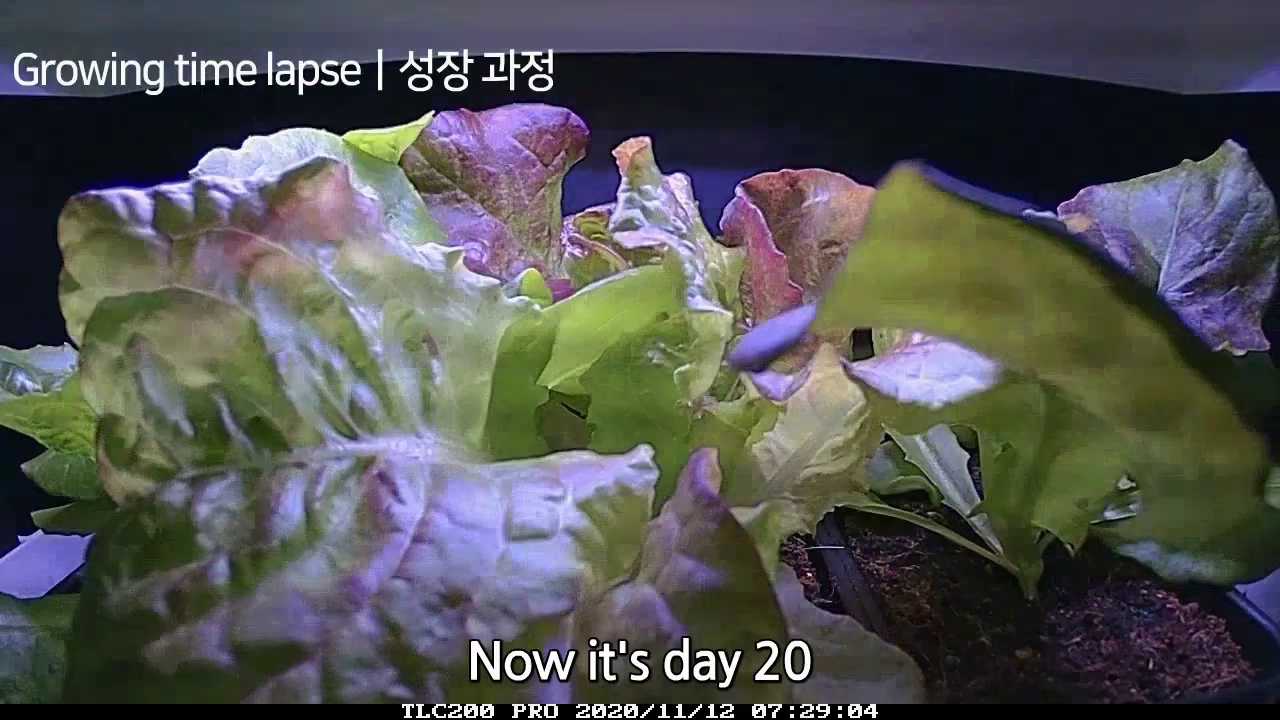 Growing time lapse | 성장 과정
Now it's day 20
TLC200 PRO 2020/11/12 07:29:04